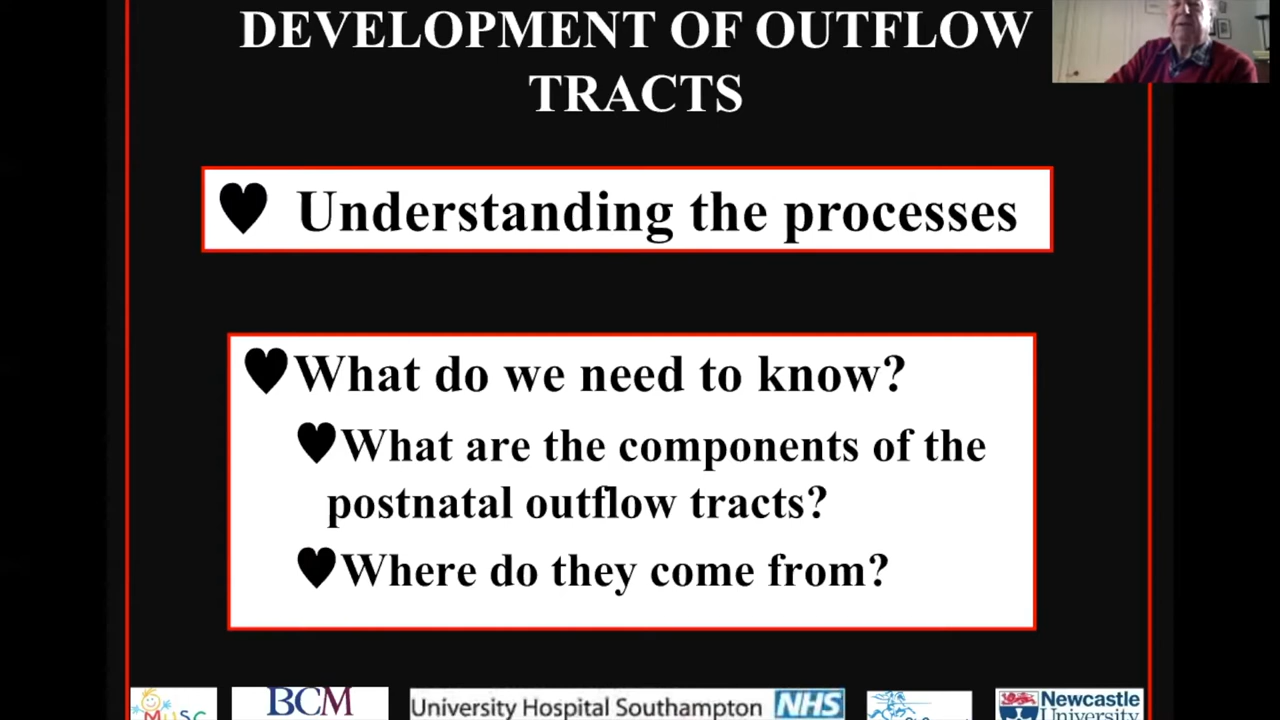 DEVELOPMENT OF OUTFLOW
TRACTS
Understanding the processes
What do we need to know?
What are the components of the
postnatal outflow tracts?
Where do they come from?
MUSC
BCM
University Hospital Southampton NHS
Newcastle
University